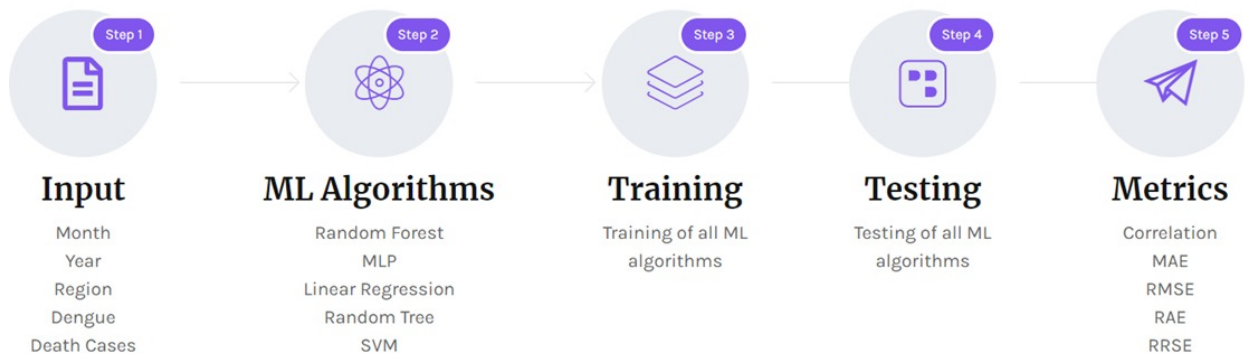 Step 1
Step 2
Step 3
Step 4
Step 5
Input
Month
Year
Region
Dengue
Death Cases
ML Algorithms
Random Forest
MLP
Linear Regression
Random Tree
SVM
Training
Training of all ML
algorithms
Testing
Testing of all ML
algorithms
Metrics
Correlation
MAE
RMSE
RAE
RRSE